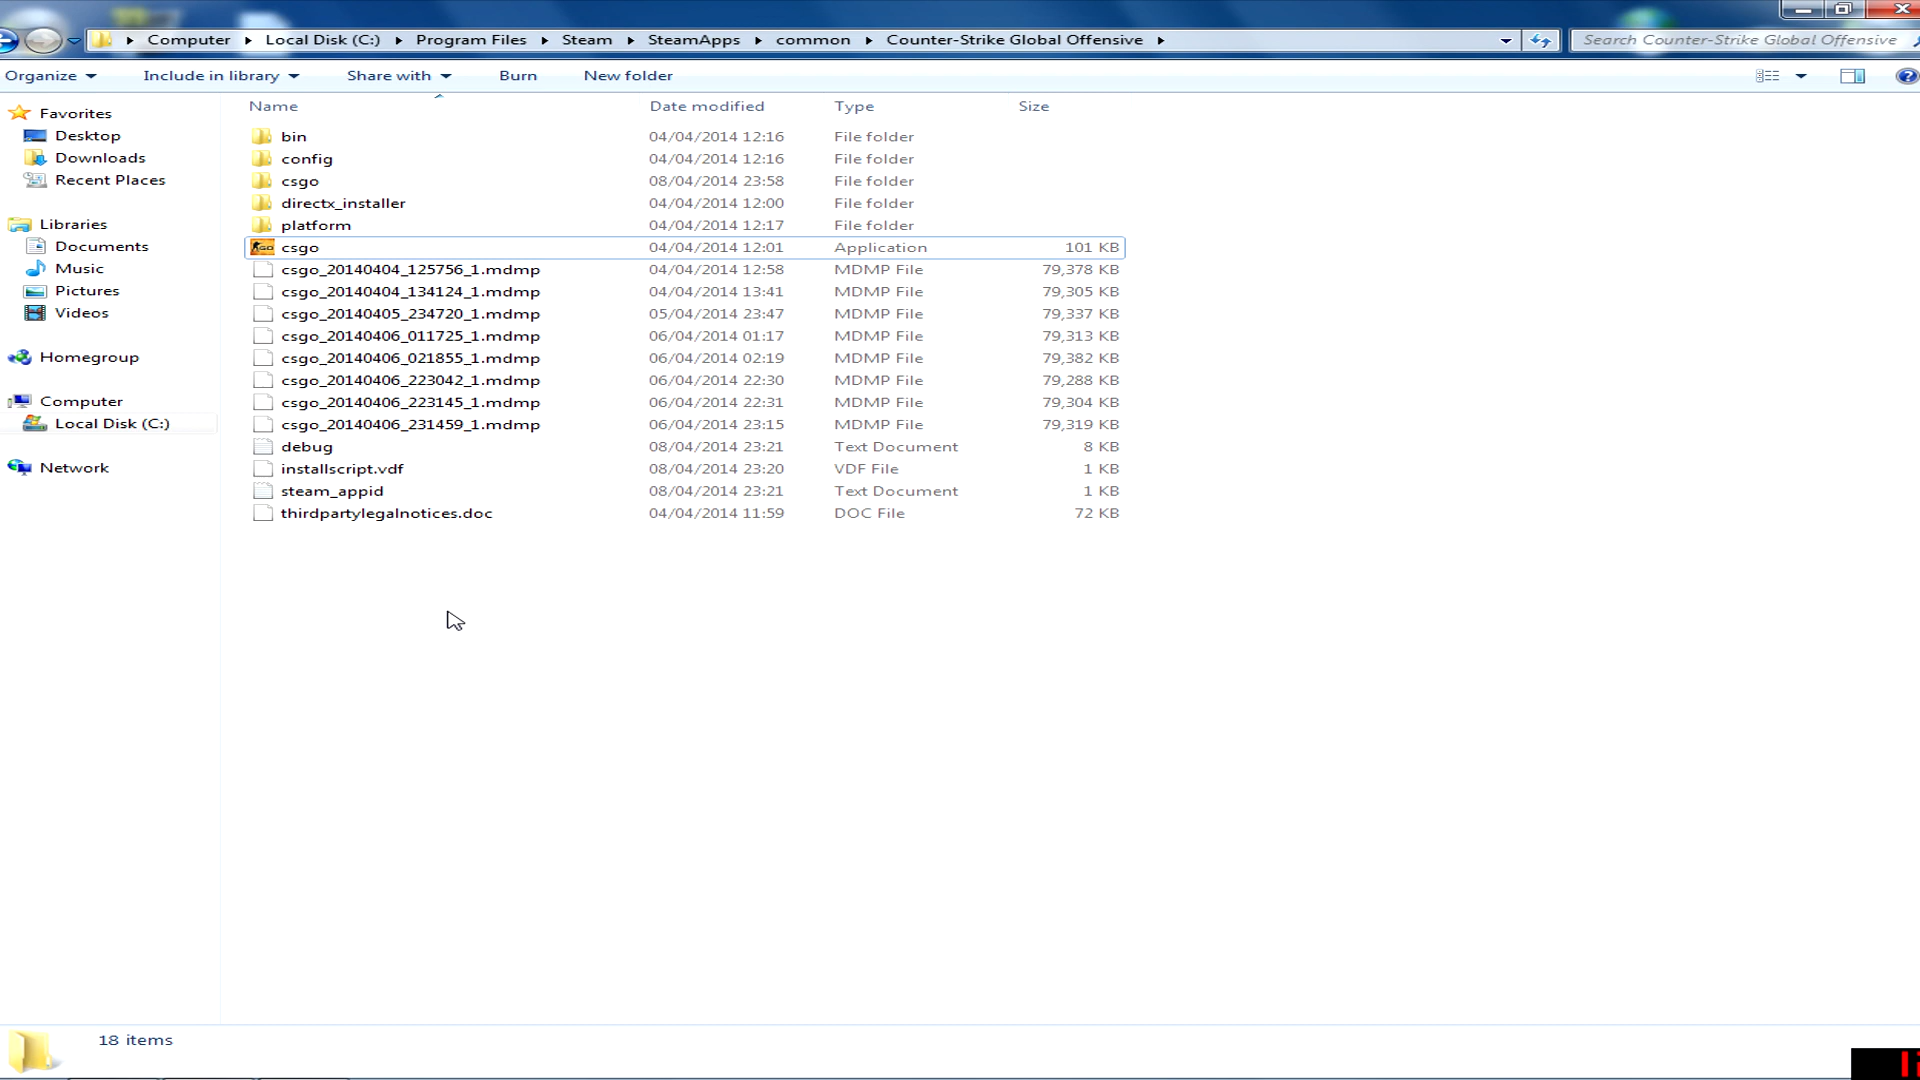 Computer Local Disk (C:) Program Files Steam SteamApps common Counter-Strike Global Offensive Search Counter-Strike Global Offensive
Organize Include in library Share with Burn New folder
Name Date modified Type Size
Favorites
Desktop
Downloads
Recent Places
Libraries
Documents
Music
Pictures
Videos
Homegroup
Computer
Local Disk (C:)
Network
bin 04/04/2014 12:16 File folder
config 04/04/2014 12:16 File folder
csgo 08/04/2014 23:58 File folder
directx_installer 04/04/2014 12:00 File folder
platform 04/04/2014 12:17 File folder
csgo 04/04/2014 12:01 Application 101 KB
csgo_20140404_125756_1.mdmp 04/04/2014 12:58 MDMP File 79,378 KB
csgo_20140404_134124_1.mdmp 04/04/2014 13:41 MDMP File 79,305 KB
csgo_20140405_234720_1.mdmp 05/04/2014 23:47 MDMP File 79,337 KB
csgo_20140406_011725_1.mdmp 06/04/2014 01:17 MDMP File 79,313 KB
csgo_20140406_021855_1.mdmp 06/04/2014 02:19 MDMP File 79,382 KB
csgo_20140406_223042_1.mdmp 06/04/2014 22:30 MDMP File 79,288 KB
csgo_20140406_223145_1.mdmp 06/04/2014 22:31 MDMP File 79,304 KB
csgo_20140406_231459_1.mdmp 06/04/2014 23:15 MDMP File 79,319 KB
debug 08/04/2014 23:21 Text Document 8 KB
installscript.vdf 08/04/2014 23:20 VDF File 1 KB
steam_appid 08/04/2014 23:21 Text Document 1 KB
thirdpartylegalnotices.doc 04/04/2014 11:59 DOC File 72 KB
18 items